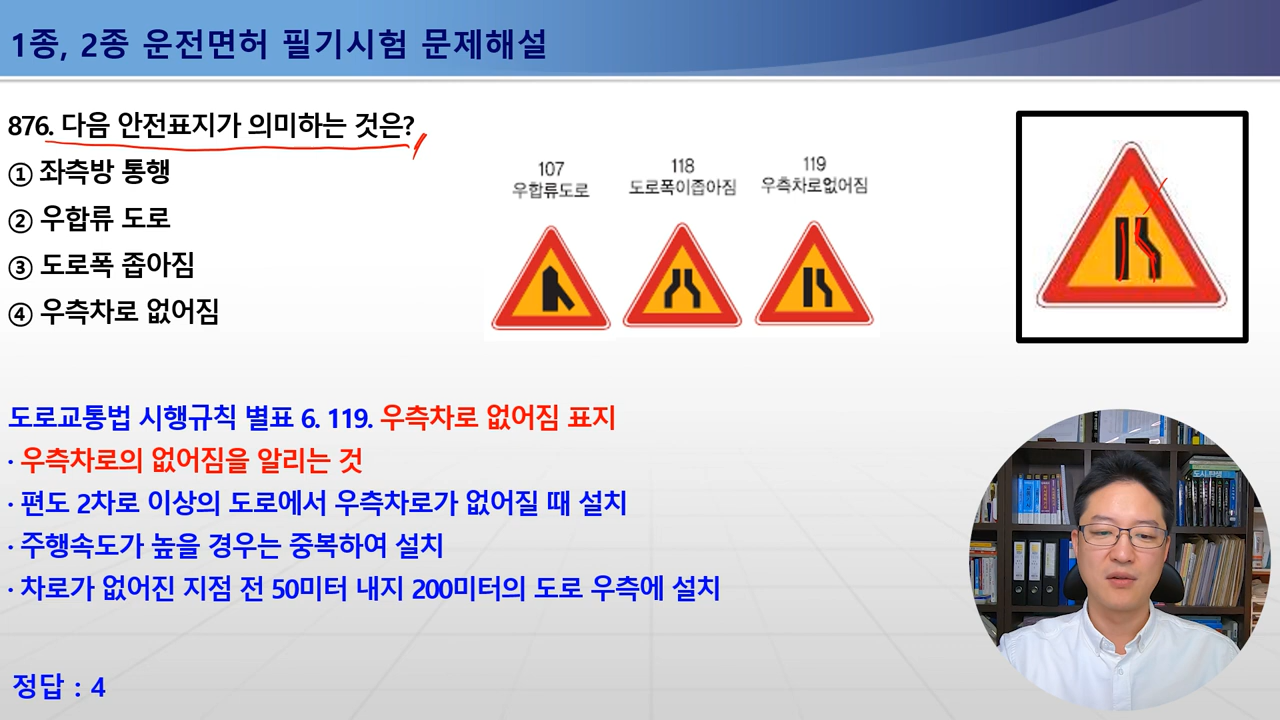 1종, 2종 운전면허 필기시험 문제해설
876. 다음 안전표지가 의미하는 것은?
① 좌측방 통행
② 우합류 도로
③ 도로폭 좁아짐
④ 우측차로 없어짐
107
우합류도로
118
도로폭이좁아짐
119
우측차로없어짐
도로교통법 시행규칙 별표 6. 119. 우측차로 없어짐 표지
· 우측차로의 없어짐을 알리는 것
· 편도 2차로 이상의 도로에서 우측차로가 없어질 때 설치
· 주행속도가 높을 경우는 중복하여 설치
· 차로가 없어진 지점 전 50미터 내지 200미터의 도로 우측에 설치
정답 : 4